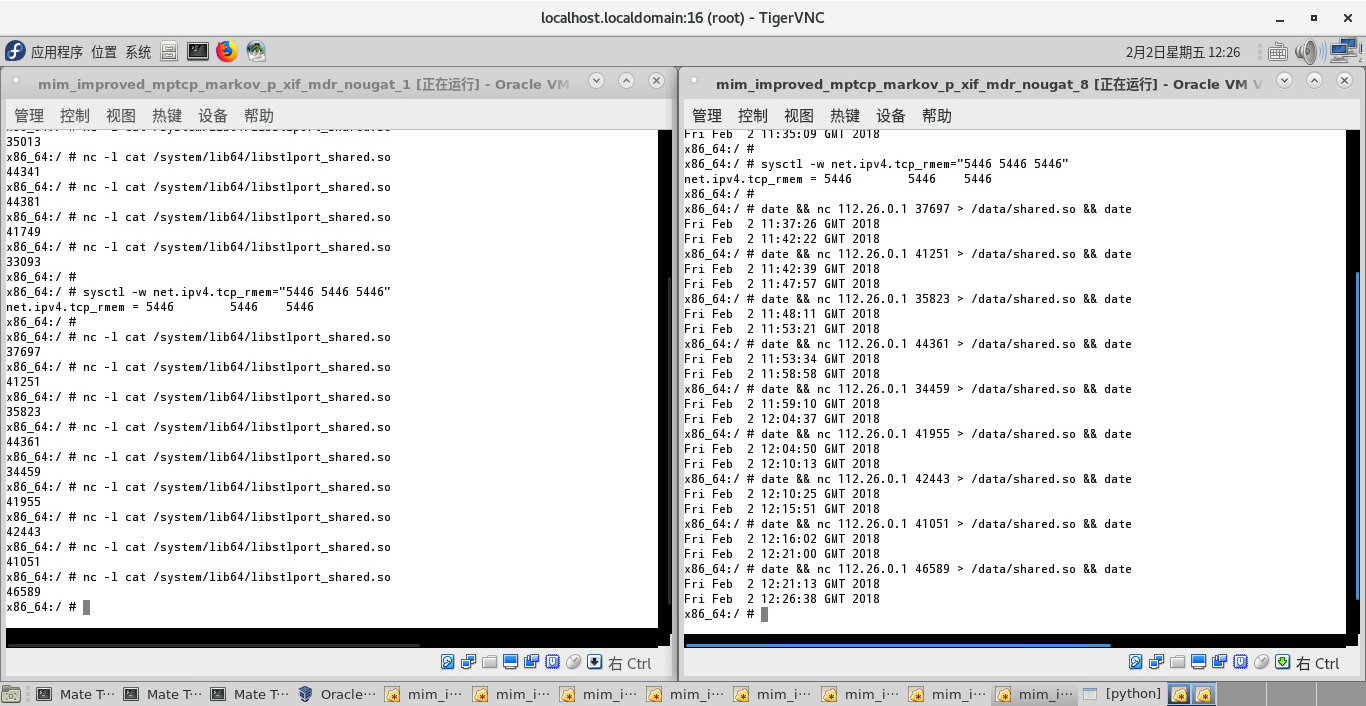 localhost.localdomain:16 (root) - TigerVNC
应用程序 位置 系统
2月2日星期五 12:26
mim_improved_mptcp_markov_p_xif_mdr_nougat_1 [正在运行] - Oracle VM
管理 控制 视图 热键 设备 帮助
35013
x86_64:/ # nc -l cat /system/lib64/libstlport_shared.so
44341
x86_64:/ # nc -l cat /system/lib64/libstlport_shared.so
44381
x86_64:/ # nc -l cat /system/lib64/libstlport_shared.so
41749
x86_64:/ # nc -l cat /system/lib64/libstlport_shared.so
33093
x86_64:/ #
x86_64:/ # sysctl -w net.ipv4.tcp_rmem="5446 5446 5446"
net.ipv4.tcp_rmem = 5446 5446 5446
x86_64:/ #
x86_64:/ # nc -l cat /system/lib64/libstlport_shared.so
37697
x86_64:/ # nc -l cat /system/lib64/libstlport_shared.so
41251
x86_64:/ # nc -l cat /system/lib64/libstlport_shared.so
35823
x86_64:/ # nc -l cat /system/lib64/libstlport_shared.so
44361
x86_64:/ # nc -l cat /system/lib64/libstlport_shared.so
34459
x86_64:/ # nc -l cat /system/lib64/libstlport_shared.so
41955
x86_64:/ # nc -l cat /system/lib64/libstlport_shared.so
42443
x86_64:/ # nc -l cat /system/lib64/libstlport_shared.so
41051
x86_64:/ # nc -l cat /system/lib64/libstlport_shared.so
46589
x86_64:/ #
右 Ctrl
mim_improved_mptcp_markov_p_xif_mdr_nougat_8 [正在运行] - Oracle VM V
管理 控制 视图 热键 设备 帮助
Fri Feb 2 11:35:09 GMT 2018
x86_64:/ #
x86_64:/ # sysctl -w net.ipv4.tcp_rmem="5446 5446 5446"
net.ipv4.tcp_rmem = 5446 5446 5446
x86_64:/ #
x86_64:/ # date && nc 112.26.0.1 37697 > /data/shared.so && date
Fri Feb 2 11:37:26 GMT 2018
Fri Feb 2 11:42:22 GMT 2018
x86_64:/ # date && nc 112.26.0.1 41251 > /data/shared.so && date
Fri Feb 2 11:42:39 GMT 2018
Fri Feb 2 11:47:57 GMT 2018
x86_64:/ # date && nc 112.26.0.1 35823 > /data/shared.so && date
Fri Feb 2 11:48:11 GMT 2018
Fri Feb 2 11:53:21 GMT 2018
x86_64:/ # date && nc 112.26.0.1 44361 > /data/shared.so && date
Fri Feb 2 11:53:34 GMT 2018
Fri Feb 2 11:58:58 GMT 2018
x86_64:/ # date && nc 112.26.0.1 34459 > /data/shared.so && date
Fri Feb 2 11:59:10 GMT 2018
Fri Feb 2 12:04:37 GMT 2018
x86_64:/ # date && nc 112.26.0.1 41955 > /data/shared.so && date
Fri Feb 2 12:04:50 GMT 2018
Fri Feb 2 12:10:13 GMT 2018
x86_64:/ # date && nc 112.26.0.1 42443 > /data/shared.so && date
Fri Feb 2 12:10:25 GMT 2018
Fri Feb 2 12:15:51 GMT 2018
x86_64:/ # date && nc 112.26.0.1 41051 > /data/shared.so && date
Fri Feb 2 12:16:02 GMT 2018
Fri Feb 2 12:21:00 GMT 2018
x86_64:/ # date && nc 112.26.0.1 46589 > /data/shared.so && date
Fri Feb 2 12:21:13 GMT 2018
Fri Feb 2 12:26:38 GMT 2018
x86_64:/ #
右 Ctrl
Mate T··· Mate T··· Mate T··· Oracle··· mim_i··· mim_i··· mim_i··· mim_i··· mim_i··· mim_i··· mim_i··· mim_i··· [python]